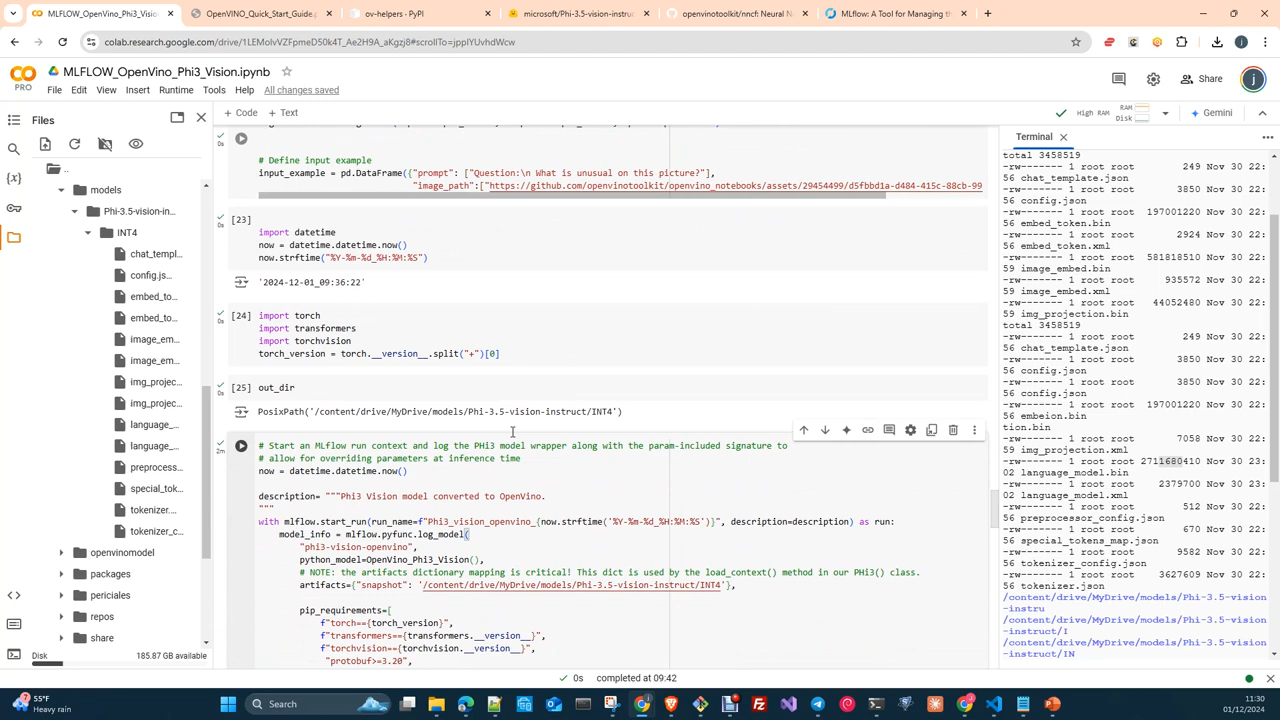 MLFLOW_OpenVino_Phi3_Visi
OpenVINO_Quick_Start_Guide.p
ov-helpers - PyPI
microsoft/Phi-3.5-vision-instruc
openvinotoolkit/nncf: Neural N
MLflow: A Tool for Managing th
colab.research.google.com/drive/1LEMolvVZFpmeD50k4T_Ae2H9A_aKgzj8#scrollTo=jppIYUvhdWcw
PRO
MLFLOW_OpenVino_Phi3_Vision.ipynb
File Edit View Insert Runtime Tools Help All changes saved
Share
Files
+ Code + Text
High RAM
RAM
Disk
Gemini
..
models
Phi-3.5-vision-in...
INT4
chat_templ...
config.js...
embed_to...
embed_to...
image_em...
image_em...
img_projec...
img_projec...
language_...
language_...
preprocess...
special_tok...
tokenizer....
tokenizer_c...
openvinomodel
packages
periciales
repos
share
Disk 185.87 GB available
0s
# Define input example
input_example = pd.DataFrame({"prompt": ["Question:\n What is unusual on this picture?"],
"image_path":["https://github.com/openvinotoolkit/openvino_notebooks/assets/29454499/d5fbbd1a-d484-415c-88cb-99
[23]
0s
import datetime
now = datetime.datetime.now()
now.strftime("%Y-%m-%d_%H:%M:%S")
'2024-12-01_09:36:22'
[24]
0s
import torch
import transformers
import torchvision
torch_version = torch.__version__.split("+")[0]
[25] out_dir
0s
PosixPath('/content/drive/MyDrive/models/Phi-3.5-vision-instruct/INT4')
2m
# Start an MLflow run context and log the PHi3 model wrapper along with the param-included signature to
# allow for overriding parameters at inference time
now = datetime.datetime.now()
description= """Phi3 Vision model converted to OpenVino.
"""
with mlflow.start_run(run_name=f"Phi3_vision_openvino_{now.strftime('%Y-%m-%d_%H:%M:%S')}", description=description) as run:
model_info = mlflow.pyfunc.log_model(
"phi3-vision-openvino",
python_model=OpenVino_Phi3_Vision(),
# NOTE: the artifacts dictionary mapping is critical! This dict is used by the load_context() method in our PHi3() class.
artifacts={"snapshot": '/content/drive/MyDrive/models/Phi-3.5-vision-instruct/INT4'},
pip_requirements=[
f"torch=={torch_version}",
f"transformers=={transformers.__version__}",
f"torchvision=={torchvision.__version__}",
"protobuf>=3.20",
Terminal
total 3458519
-rw------- 1 root root 249 Nov 30 22:
56 chat_template.json
-rw------- 1 root root 3850 Nov 30 22:
56 config.json
-rw------- 1 root root 197001220 Nov 30 22:
56 embed_token.bin
-rw------- 1 root root 2924 Nov 30 22:
56 embed_token.xml
-rw------- 1 root root 581818510 Nov 30 22:
59 image_embed.bin
-rw------- 1 root root 935572 Nov 30 22:
59 image_embed.xml
-rw------- 1 root root 44052480 Nov 30 22:
59 img_projection.bin
total 3458519
-rw------- 1 root root 249 Nov 30 22:
56 chat_template.json
-rw------- 1 root root 3850 Nov 30 22:
56 config.json
-rw------- 1 root root 3850 Nov 30 22:
56 config.json
-rw------- 1 root root 197001220 Nov 30 22:
56 embeion.bin
tion.bin
-rw------- 1 root root 7058 Nov 30 22:
59 img_projection.xml
-rw------- 1 root root 2711680410 Nov 30 23:
02 language_model.bin
-rw------- 1 root root 2379700 Nov 30 23:
02 language_model.xml
-rw------- 1 root root 512 Nov 30 22:
56 preprocessor_config.json
-rw------- 1 root root 670 Nov 30 22:
56 special_tokens_map.json
-rw------- 1 root root 9582 Nov 30 22:
56 tokenizer_config.json
-rw------- 1 root root 3627609 Nov 30 22:
56 tokenizer.json
/content/drive/MyDrive/models/Phi-3.5-vision
-instru
/content/drive/MyDrive/models/Phi-3.5-vision
-instruct/I
/content/drive/MyDrive/models/Phi-3.5-vision
-instruct/IN
0s completed at 09:42
55°F
Heavy rain
Search
11:30
01/12/2024